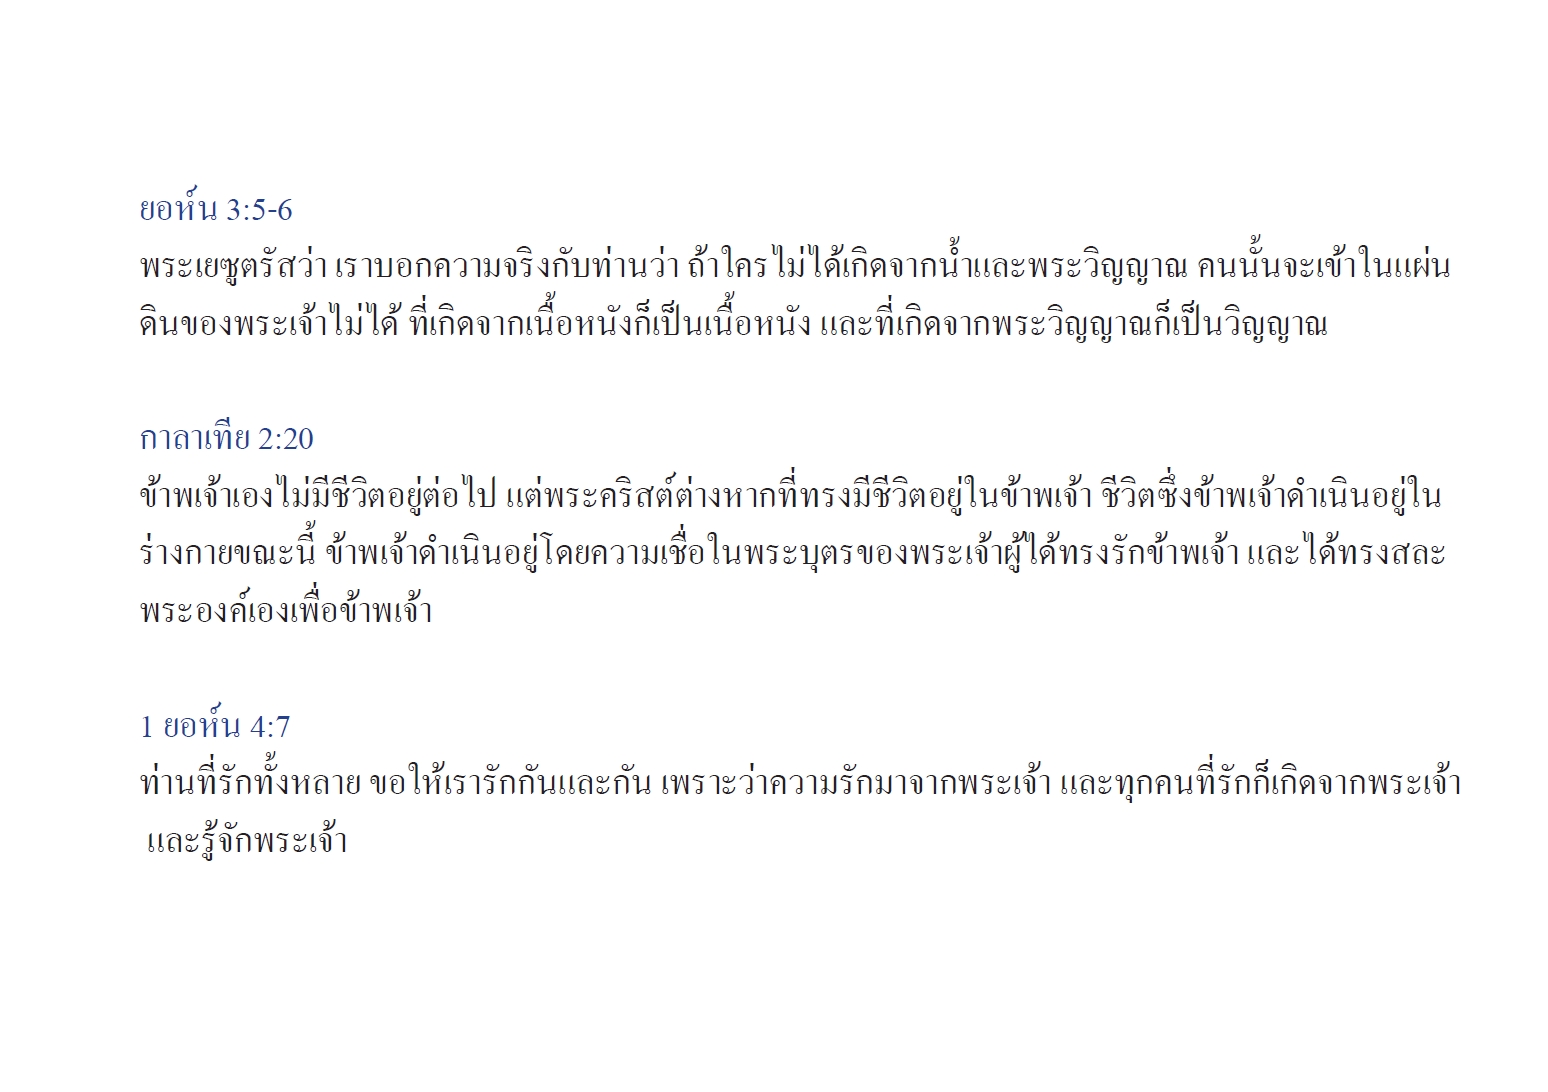 ยอห์น 3:5-6
พระเยซูตรัสว่า เราบอกความจริงกับท่านว่า ถ้าใครไม่ได้เกิดจากน้ำและพระวิญญาณ คนนั้นจะเข้าในแผ่น
ดินของพระเจ้าไม่ได้ ที่เกิดจากเนื้อหนังก็เป็นเนื้อหนัง และที่เกิดจากพระวิญญาณก็เป็นวิญญาณ
กาลาเทีย 2:20
ข้าพเจ้าเองไม่มีชีวิตอยู่ต่อไป แต่พระคริสต์ต่างหากที่ทรงมีชีวิตอยู่ในข้าพเจ้า ชีวิตซึ่งข้าพเจ้าดำเนินอยู่ใน
ร่างกายขณะนี้ ข้าพเจ้าดำเนินอยู่โดยความเชื่อในพระบุตรของพระเจ้าผู้ได้ทรงรักข้าพเจ้า และได้ทรงสละ
พระองค์เองเพื่อข้าพเจ้า
1 ยอห์น 4:7
ท่านที่รักทั้งหลาย ขอให้เรารักกันและกัน เพราะว่าความรักมาจากพระเจ้า และทุกคนที่รักก็เกิดจากพระเจ้า
และรู้จักพระเจ้า